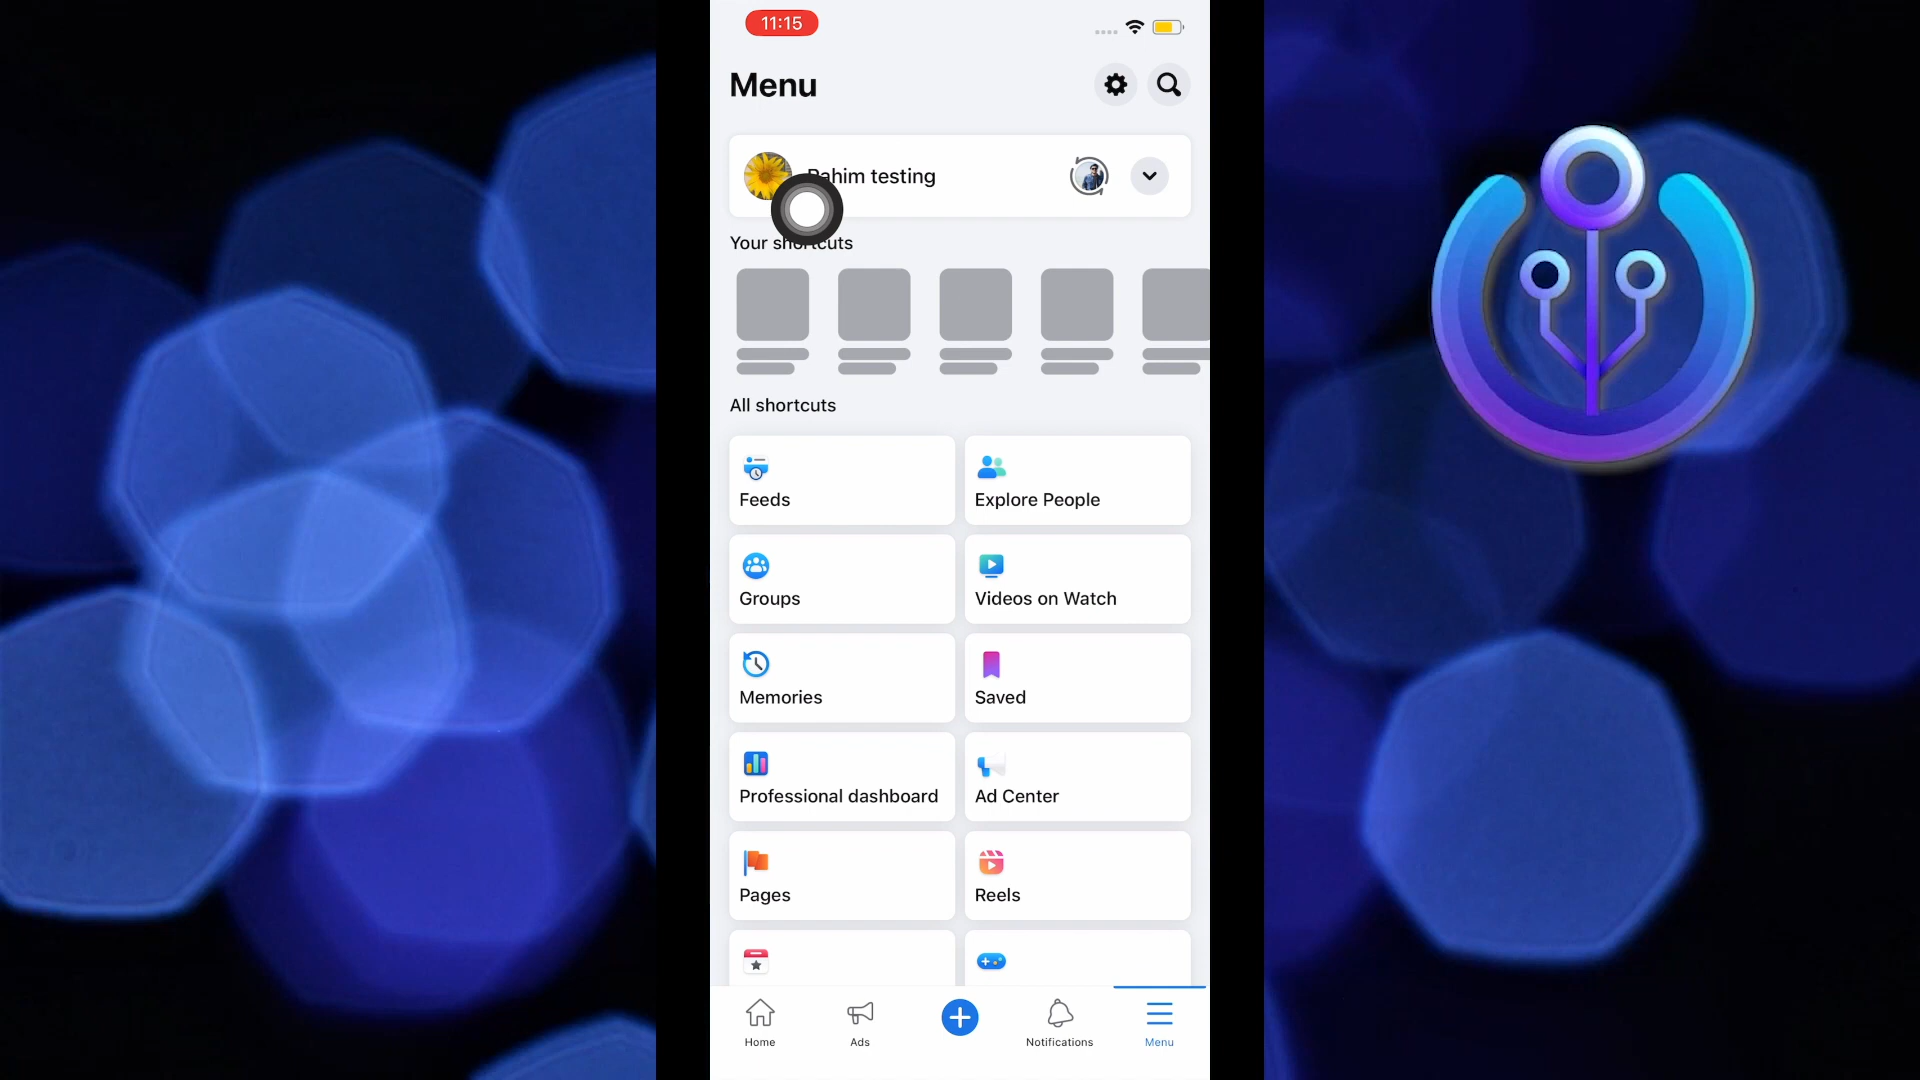 11:15
Menu
Rahim testing
Your shortcuts
All shortcuts
Feeds
Explore People
Groups
Videos on Watch
Memories
Saved
Professional dashboard
Ad Center
Pages
Reels
Home
Ads
Notifications
Menu